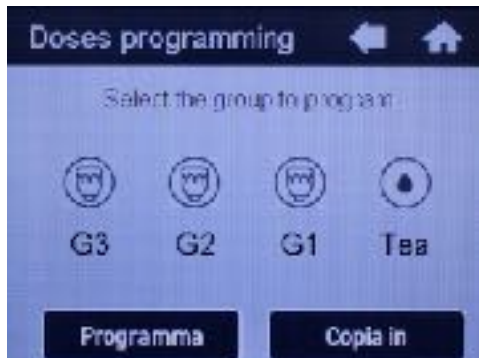 Doses programming
Select the group to program
G3 G2 G1 Tea
Programma Copia in